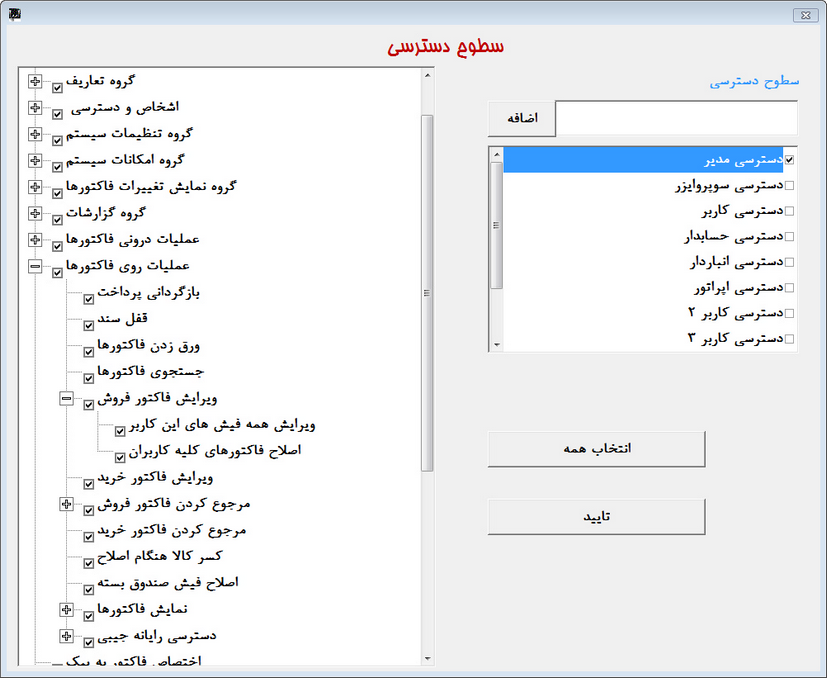 سطوح دسترسی
سطوح دسترسی
اضافه
دسترسی مدیر
دسترسی سوپروایزر
دسترسی کاربر
دسترسی حسابدار
دسترسی انباردار
دسترسی اپراتور
دسترسی کاربر ۲
دسترسی کاربر ۳
انتخاب همه
تایید
گروه تعاریف
اشخاص و دسترسی
گروه تنظیمات سیستم
گروه امکانات سیستم
گروه نمایش تغییرات فاکتورها
گروه گزارشات
عملیات درونی فاکتورها
عملیات روی فاکتورها
بازگردانی پرداخت
قفل سند
ورق زدن فاکتورها
جستجوی فاکتورها
ویرایش فاکتور فروش
ویرایش همه فیش های این کاربر
اصلاح فاکتورهای کلیه کاربران
ویرایش فاکتور خرید
مرجوع کردن فاکتور فروش
مرجوع کردن فاکتور خرید
کسر کالا هنگام اصلاح
اصلاح فیش صندوق بسته
نمایش فاکتورها
دسترسی رایانه جیبی
اختصاص فاکتور به پیک